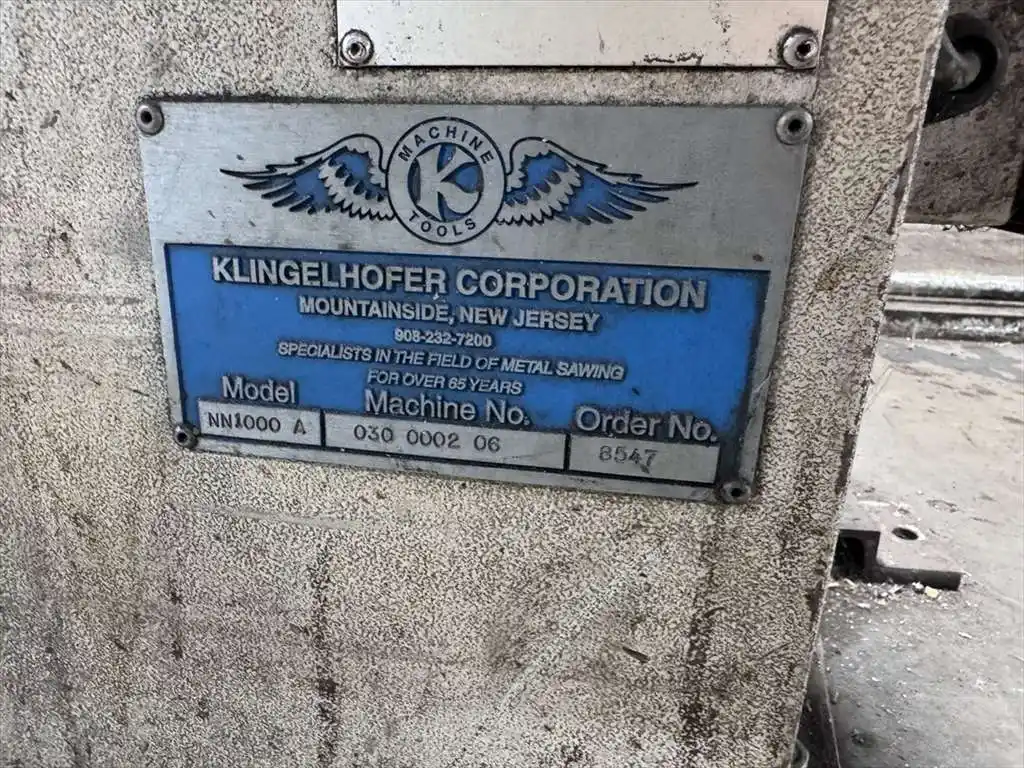 MACHINE
K
TOOLS
KLINGELHOFER CORPORATION
MOUNTAINSIDE, NEW JERSEY
908-232-7200
SPECIALISTS IN THE FIELD OF METAL SAWING
FOR OVER 65 YEARS
Model Machine No. Order No.
NN1000 A 030 0002 06 8547